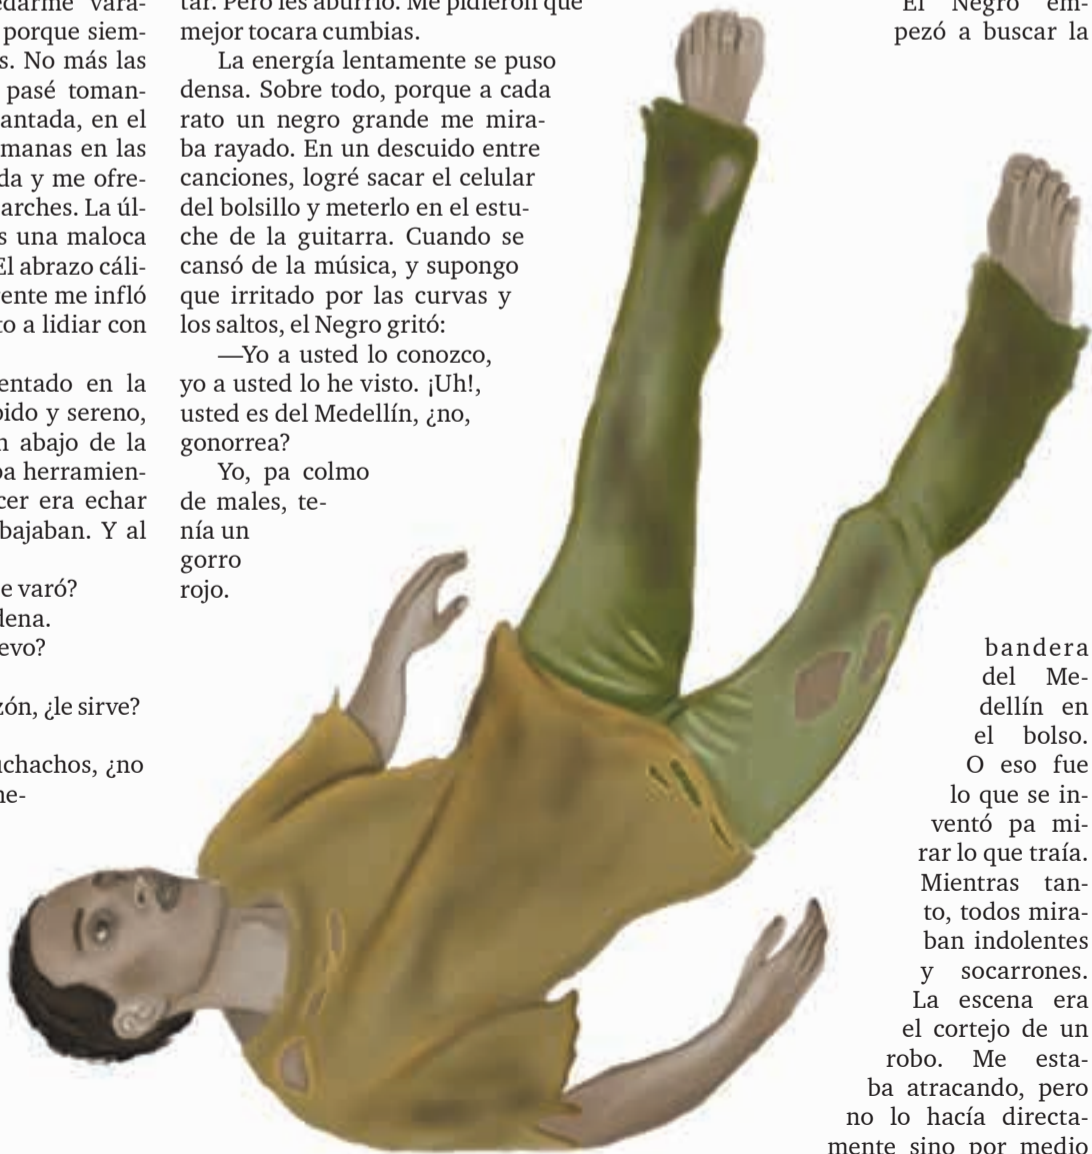 edarme vara-
porque siem-
s. No más las
pasé toman-
antada, en el
manas en las
da y me ofre-
arches. La úl-
s una maloca
El abrazo cáli-
ente me infló
to a lidiar con
entado en la
bido y sereno,
n abajo de la
ba herramien-
cer era echar
bajaban. Y al
e varó?
dena.
evo?
zón, ¿le sirve?
uchachos, ¿no
ne-
tar. Pero les aburrió. Me pidieron que
mejor tocara cumbias.
La energía lentamente se puso
densa. Sobre todo, porque a cada
rato un negro grande me mira-
ba rayado. En un descuido entre
canciones, logré sacar el celular
del bolsillo y meterlo en el estu-
che de la guitarra. Cuando se
cansó de la música, y supongo
que irritado por las curvas y
los saltos, el Negro gritó:
—Yo a usted lo conozco,
yo a usted lo he visto. ¡Uh!,
usted es del Medellín, ¿no,
gonorrea?
Yo, pa colmo
de males, te-
nía un
gorro
rojo.
El Negro em-
pezó a buscar la
bandera
del Me-
dellín en
el bolso.
O eso fue
lo que se in-
ventó pa mi-
rar lo que traía.
Mientras tan-
to, todos mira-
ban indolentes
y socarrones.
La escena era
el cortejo de un
robo. Me esta-
ba atracando, pero
no lo hacía directa-
mente sino por medio